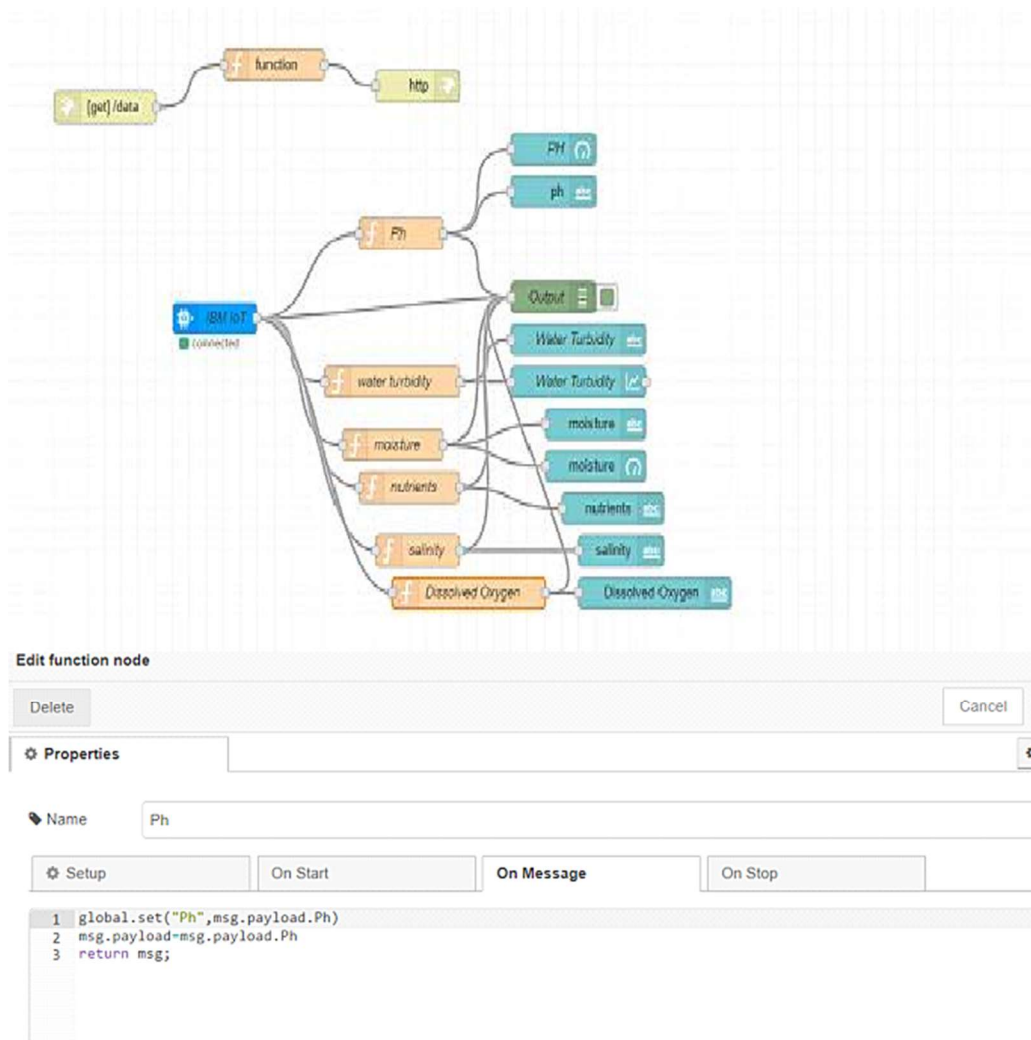 function
http
[get] /data
PH
ph
Ph
Output
IBM IoT
connected
Water Turbidity
water turbidity
Water Turbidity
moisture
moisture
moisture
nutrients
nutrients
salinity
salinity
Dissolved Oxygen
Dissolved Oxygen
Edit function node
Delete
Cancel
Properties
Name
Ph
Setup
On Start
On Message
On Stop
1 global.set("Ph",msg.payload.Ph)
2 msg.payload=msg.payload.Ph
3 return msg;